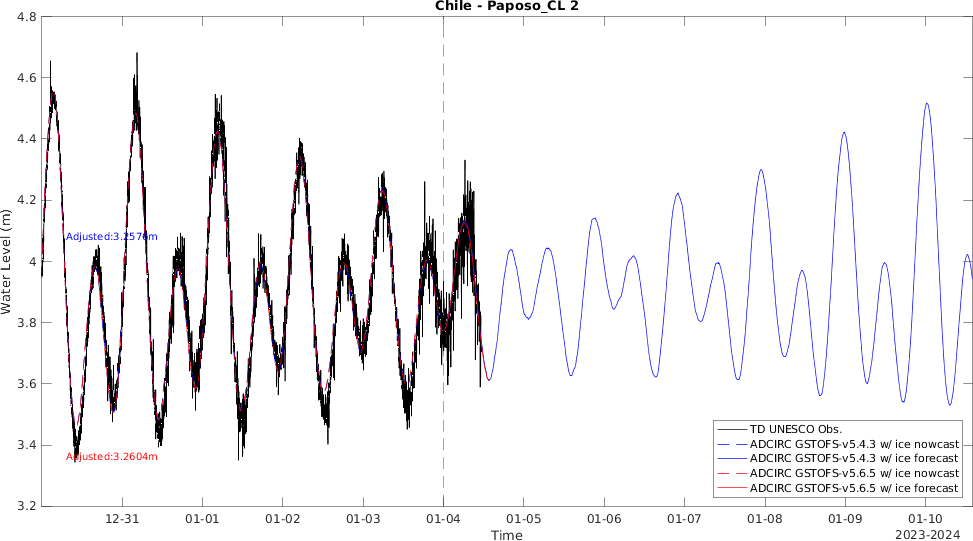 Chile - Paposo_CL 2
4.8
4.6
4.4
4.2
4
3.8
3.6
3.4
3.2
Water Level (m)
Adjusted:3.2576m
Adjusted:3.2604m
TD UNESCO Obs.
ADCIRC GSTOFS-v5.4.3 w/ ice nowcast
ADCIRC GSTOFS-v5.4.3 w/ ice forecast
ADCIRC GSTOFS-v5.6.5 w/ ice nowcast
ADCIRC GSTOFS-v5.6.5 w/ ice forecast
12-31 01-01 01-02 01-03 01-04 01-05 01-06 01-07 01-08 01-09 01-10
Time
2023-2024